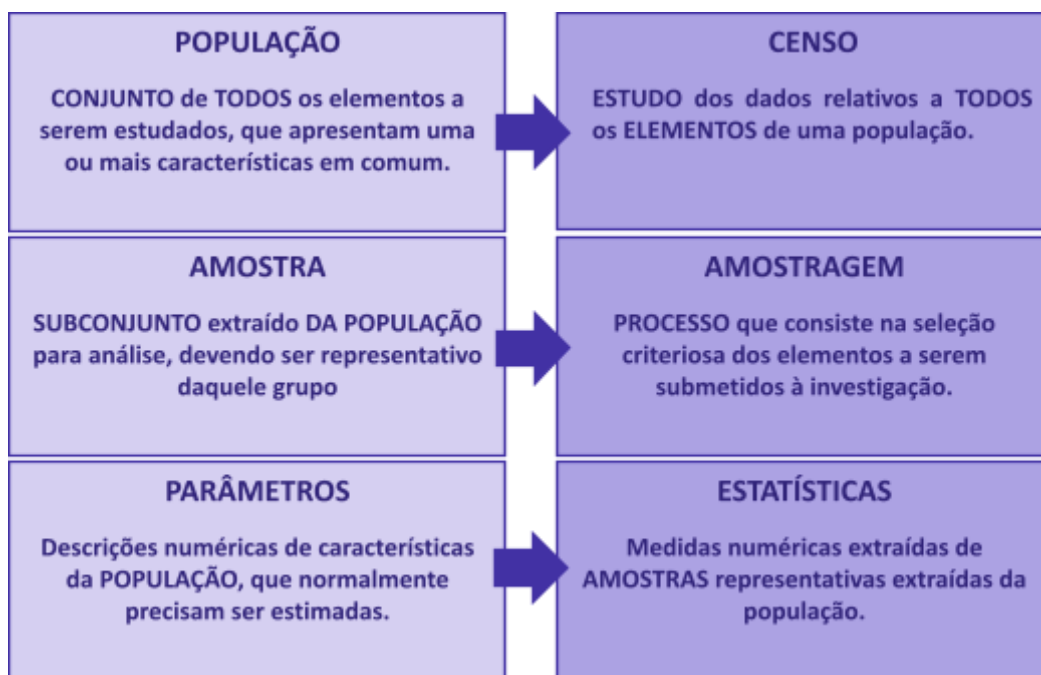 POPULAÇÃO
CONJUNTO de TODOS os elementos a
serem estudados, que apresentam uma
ou mais características em comum.
CENSO
ESTUDO dos dados relativos a TODOS
os ELEMENTOS de uma população.
AMOSTRA
SUBCONJUNTO extraído DA POPULAÇÃO
para análise, devendo ser representativo
daquele grupo
AMOSTRAGEM
PROCESSO que consiste na seleção
criteriosa dos elementos a serem
submetidos à investigação.
PARÂMETROS
Descrições numéricas de características
da POPULAÇÃO, que normalmente
precisam ser estimadas.
ESTATÍSTICAS
Medidas numéricas extraídas de
AMOSTRAS representativas extraídas da
população.